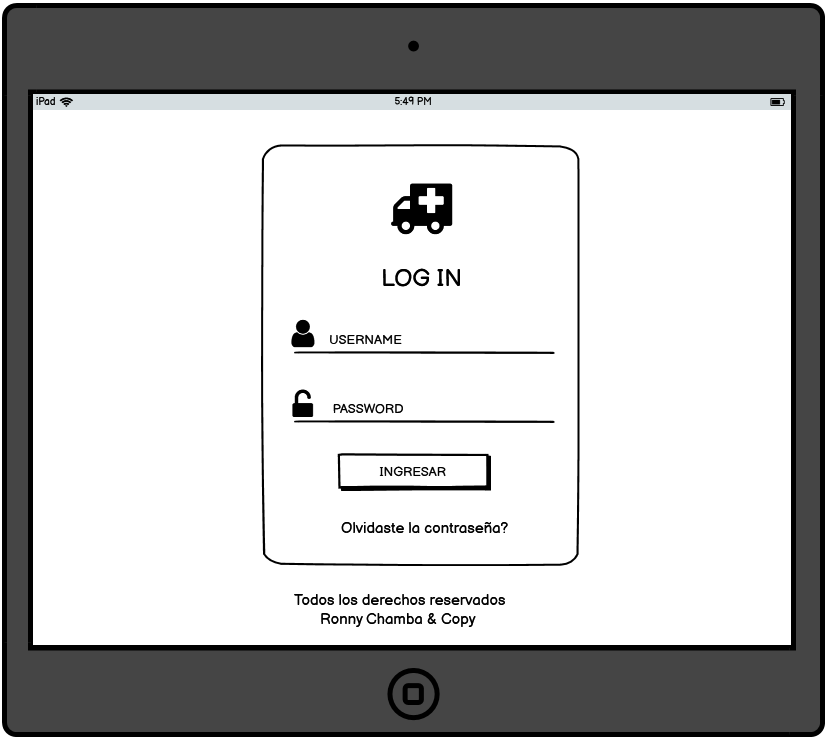 iPad
5:49 PM
LOG IN
USERNAME
PASSWORD
INGRESAR
Olvidaste la contraseña?
Todos los derechos reservados
Ronny Chamba & Copy